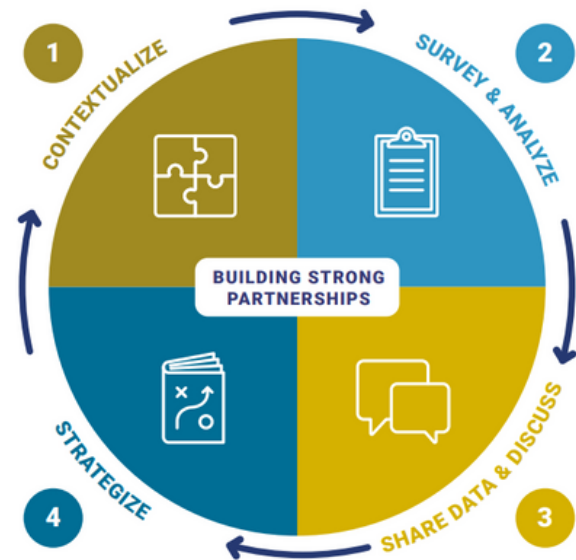 1
CONTEXTUALIZE
2
SURVEY & ANALYZE
BUILDING STRONG
PARTNERSHIPS
3
SHARE DATA & DISCUSS
4
STRATEGIZE